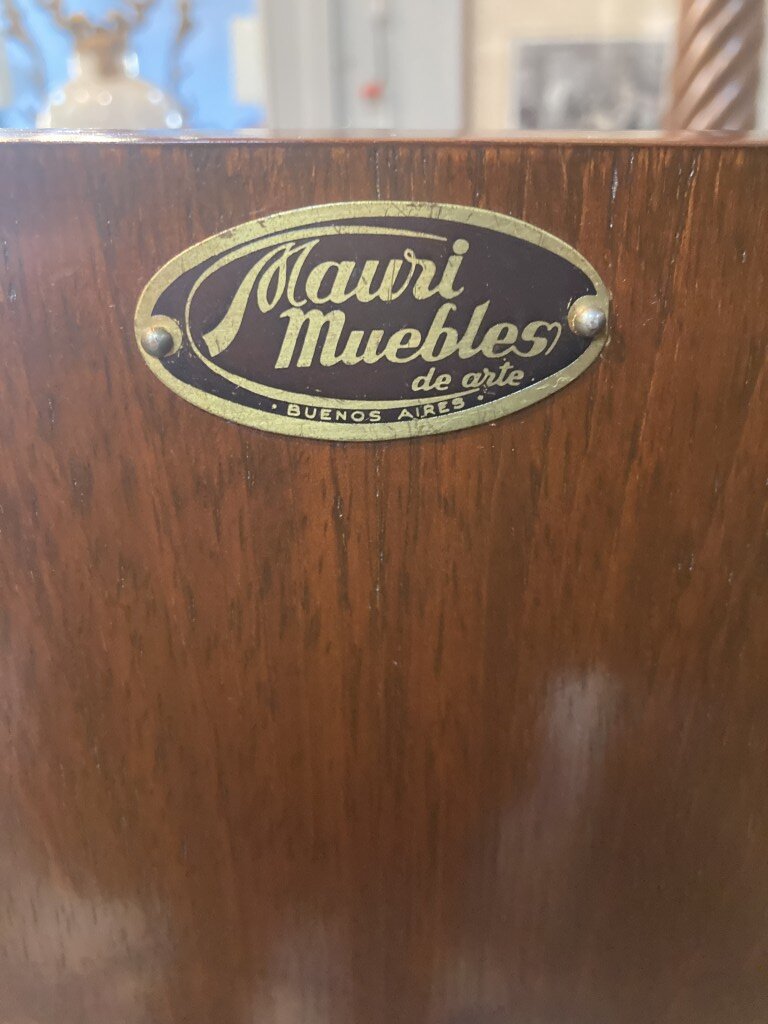 Mauri
Muebles
de arte
· BUENOS AIRES ·